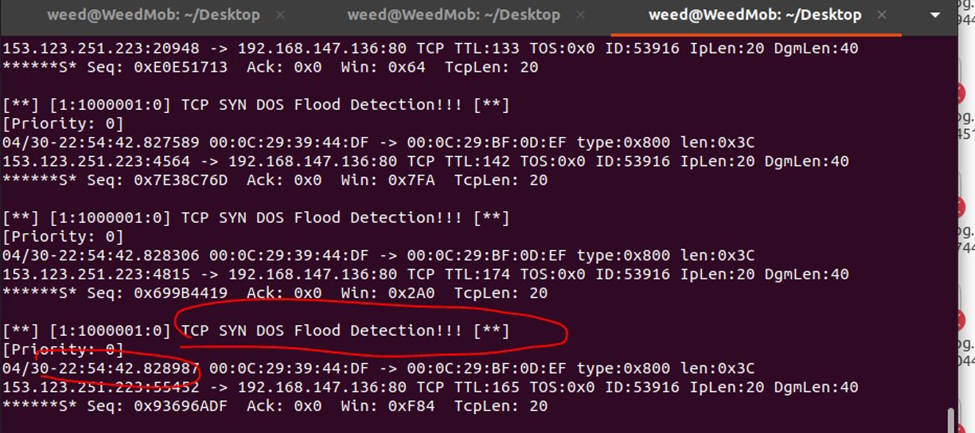 weed@WeedMob: ~/Desktop × weed@WeedMob: ~/Desktop × weed@WeedMob: ~/Desktop ×
153.123.251.223:20948 -> 192.168.147.136:80 TCP TTL:133 TOS:0x0 ID:53916 IpLen:20 DgmLen:40
******S* Seq: 0xE0E51713 Ack: 0x0 Win: 0x64 TcpLen: 20
[**] [1:1000001:0] TCP SYN DOS Flood Detection!!! [**]
[Priority: 0]
04/30-22:54:42.827589 00:0C:29:39:44:DF -> 00:0C:29:BF:0D:EF type:0x800 len:0x3C
153.123.251.223:4564 -> 192.168.147.136:80 TCP TTL:142 TOS:0x0 ID:53916 IpLen:20 DgmLen:40
******S* Seq: 0x7E38C76D Ack: 0x0 Win: 0x7FA TcpLen: 20
[**] [1:1000001:0] TCP SYN DOS Flood Detection!!! [**]
[Priority: 0]
04/30-22:54:42.828306 00:0C:29:39:44:DF -> 00:0C:29:BF:0D:EF type:0x800 len:0x3C
153.123.251.223:4815 -> 192.168.147.136:80 TCP TTL:174 TOS:0x0 ID:53916 IpLen:20 DgmLen:40
******S* Seq: 0x699B4419 Ack: 0x0 Win: 0x2A0 TcpLen: 20
[**] [1:1000001:0] TCP SYN DOS Flood Detection!!! [**]
[Priority: 0]
04/30-22:54:42.828987 00:0C:29:39:44:DF -> 00:0C:29:BF:0D:EF type:0x800 len:0x3C
153.123.251.223:55452 -> 192.168.147.136:80 TCP TTL:165 TOS:0x0 ID:53916 IpLen:20 DgmLen:40
******S* Seq: 0x93696ADF Ack: 0x0 Win: 0xF84 TcpLen: 20